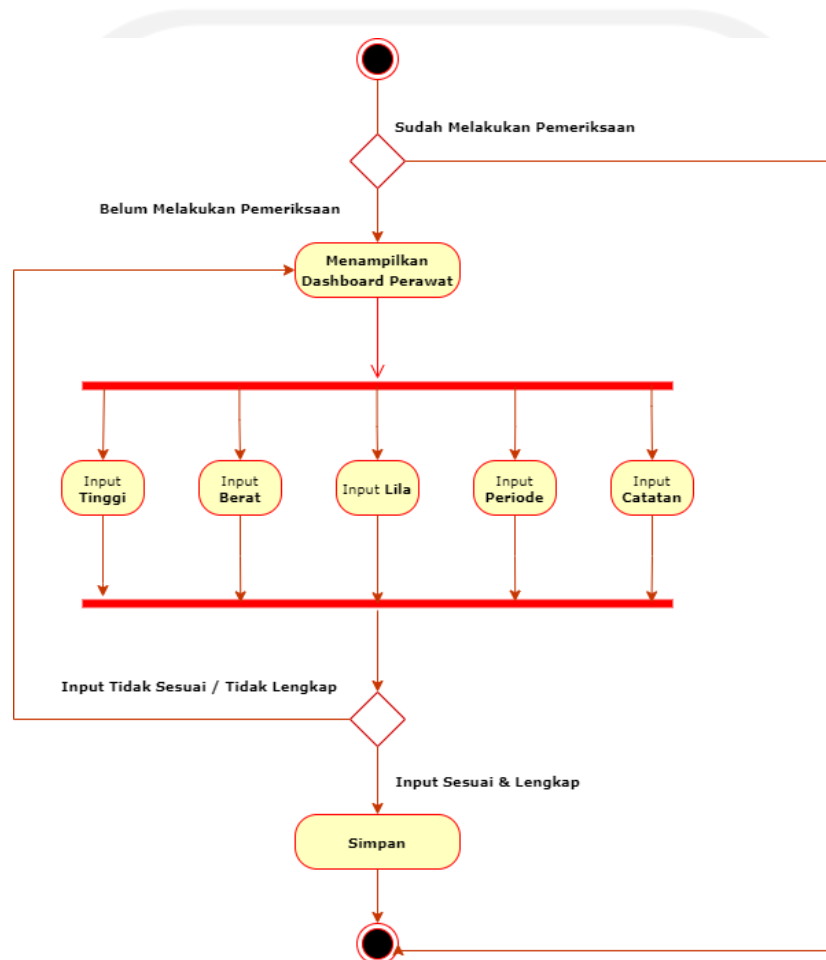 Sudah Melakukan Pemeriksaan
Belum Melakukan Pemeriksaan
Menampilkan
Dashboard Perawat
Input
Tinggi
Input
Berat
Input Lila
Input
Periode
Input
Catatan
Input Tidak Sesuai / Tidak Lengkap
Input Sesuai & Lengkap
Simpan